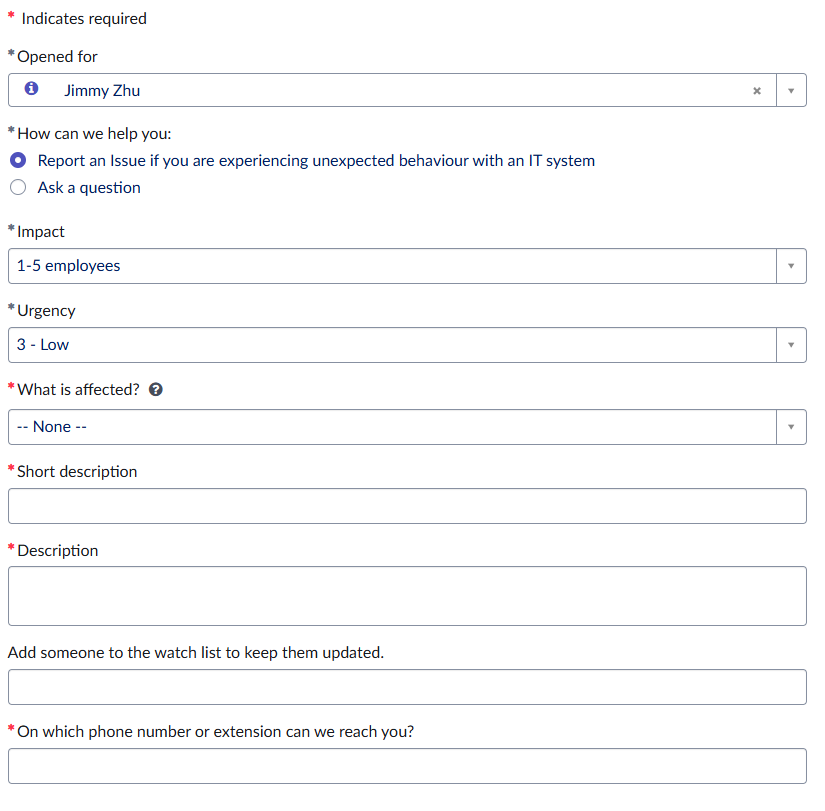 * Indicates required
* Opened for
Jimmy Zhu
* How can we help you:
Report an Issue if you are experiencing unexpected behaviour with an IT system
Ask a question
* Impact
1-5 employees
* Urgency
3 - Low
* What is affected?
-- None --
* Short description
* Description
Add someone to the watch list to keep them updated.
* On which phone number or extension can we reach you?